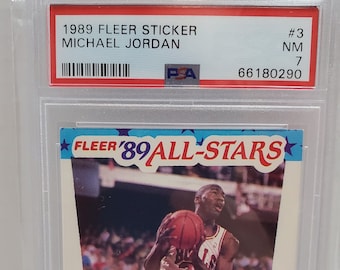 1989 FLEER STICKER #3
MICHAEL JORDAN NM
PSA 7
66180290
FLEER '89 ALL-STARS